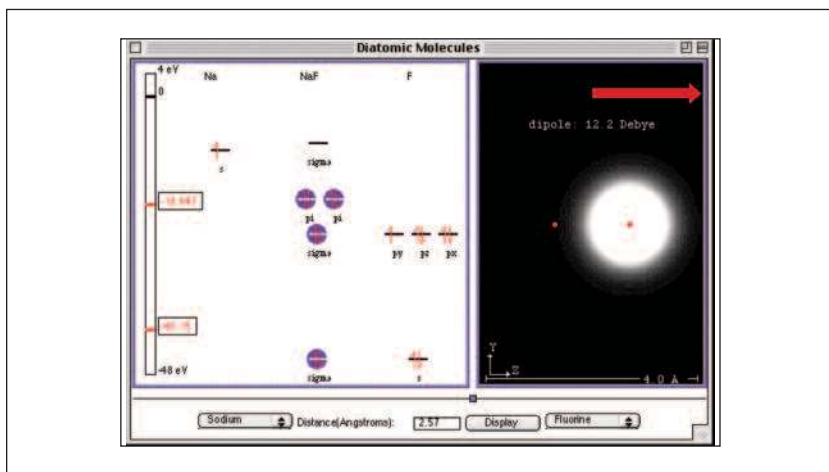 Diatomic Molecules
4 eV
0
Na NaF F
dipole: 12.2 Debye
s
sigma
pi pi
sigma
py pz px
sigma s
-48 eV
Y
Z
4.0 Å
Sodium Distance(Angstroms): 2.57 Display Fluorine